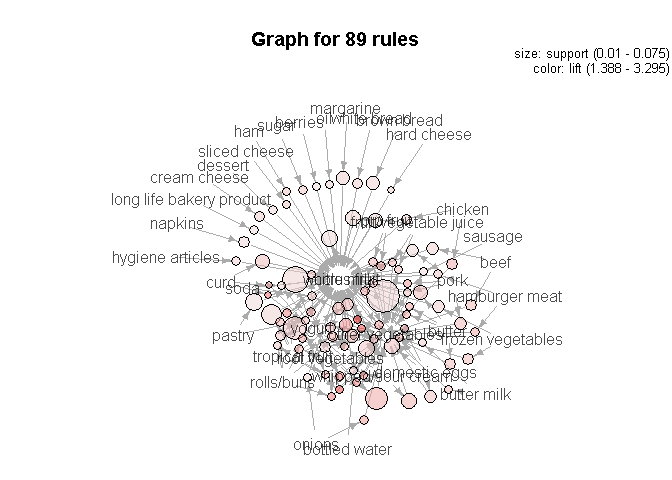 Graph for 89 rules
size: support (0.01 - 0.075)
color: lift (1.388 - 3.295)
margarine
oil
white bread
brown bread
berries
sugar
ham
hard cheese
sliced cheese
dessert
cream cheese
long life bakery product
chicken
napkins
fruit/vegetable juice
sausage
hygiene articles
beef
curd
whole milk
pork
soda
hamburger meat
yogurt
butter
pastry
other vegetables
frozen vegetables
tropical fruit
root vegetables
domestic eggs
rolls/buns
whipped/sour cream
butter milk
onions
bottled water